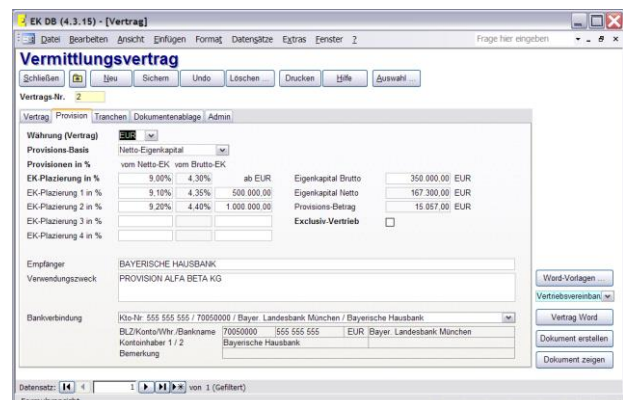 EK DB (4.3.15) - [Vertrag]
Datei Bearbeiten Ansicht Einfügen Format Datensätze Extras Fenster ? Frage hier eingeben
Vermittlungsvertrag
Schließen Neu Sichern Undo Löschen ... Drucken Hilfe Auswahl ...
Vertrags-Nr. 2
Vertrag Provision Tranchen Dokumentenablage Admin
Währung (Vertrag) EUR
Provisions-Basis Netto-Eigenkapital
Provisionen in % vom Netto-EK vom Brutto-EK
EK-Plazierung in % 9,00% 4,30% ab EUR Eigenkapital Brutto 350.000,00 EUR
EK-Plazierung 1 in % 9,10% 4,35% 500.000,00 Eigenkapital Netto 167.300,00 EUR
EK-Plazierung 2 in % 9,20% 4,40% 1.000.000,00 Provisions-Betrag 15.057,00 EUR
EK-Plazierung 3 in % Exclusiv-Vertrieb
EK-Plazierung 4 in %
Empfänger BAYERISCHE HAUSBANK
Verwendungszweck PROVISION ALFA BETA KG
Word-Vorlagen ...
Vertriebsvereinban
Bankverbindung Kto-Nr: 555 555 555 / 70050000 / Bayer. Landesbank München / Bayerische Hausbank
Vertrag Word
BLZ/Konto/Whr./Bankname 70050000 555 555 555 EUR Bayer. Landesbank München
Kontoinhaber 1 / 2 Bayerische Hausbank
Dokument erstellen
Bemerkung
Dokument zeigen
Datensatz: 1 von 1 (Gefiltert)